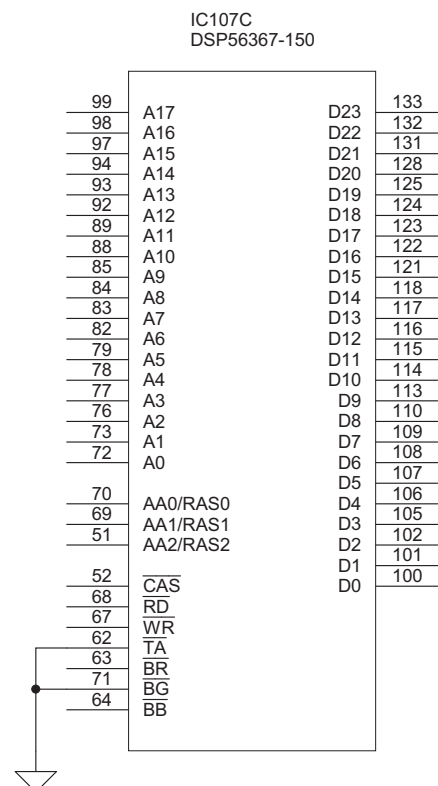 IC107C
DSP56367-150
99 A17 D23 133
98 A16 D22 132
97 A15 D21 131
94 A14 D20 128
93 A13 D19 125
92 A12 D18 124
89 A11 D17 123
88 A10 D16 122
85 A9 D15 121
84 A8 D14 118
83 A7 D13 117
82 A6 D12 116
79 A5 D11 115
78 A4 D10 114
77 A3 D9 113
76 A2 D8 110
73 A1 D7 109
72 A0 D6 108
D5 107
70 AA0/RAS0 D4 106
69 AA1/RAS1 D3 105
51 AA2/RAS2 D2 102
D1 101
52 CAS D0 100
68 RD
67 WR
62 TA
63 BR
71 BG
64 BB